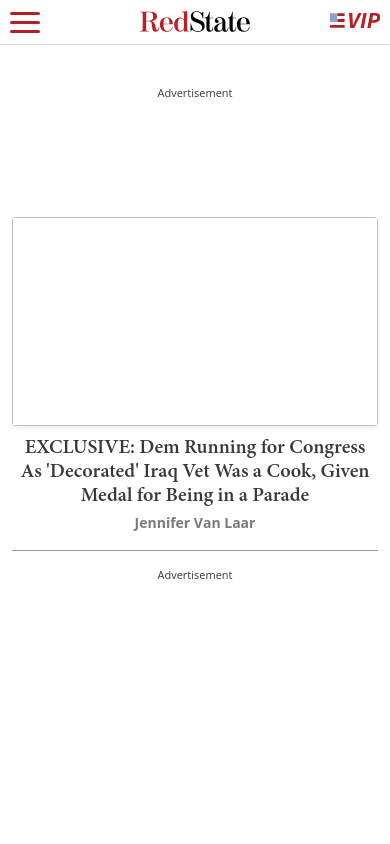 RedState
VIP
Advertisement
EXCLUSIVE: Dem Running for Congress
As 'Decorated' Iraq Vet Was a Cook, Given
Medal for Being in a Parade
Jennifer Van Laar
Advertisement